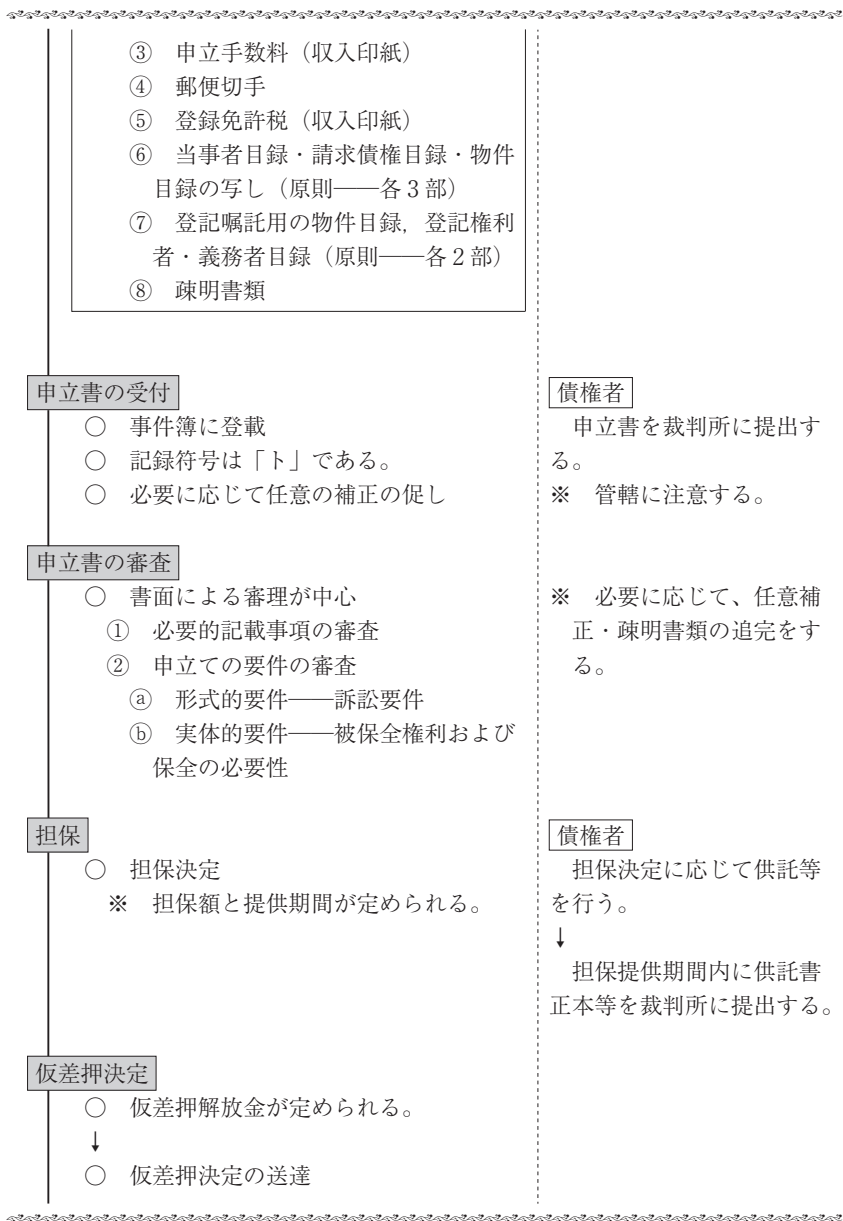 ③ 申立手数料（収入印紙）
④ 郵便切手
⑤ 登録免許税（収入印紙）
⑥ 当事者目録・請求債権目録・物件
目録の写し（原則――各３部）
⑦ 登記嘱託用の物件目録，登記権利
者・義務者目録（原則――各２部）
⑧ 疎明書類
申立書の受付
○ 事件簿に登載
○ 記録符号は「ト」である。
○ 必要に応じて任意の補正の促し
債権者
申立書を裁判所に提出す
る。
※ 管轄に注意する。
申立書の審査
○ 書面による審理が中心
① 必要的記載事項の審査
② 申立ての要件の審査
ⓐ 形式的要件――訴訟要件
ⓑ 実体的要件――被保全権利および
保全の必要性
※ 必要に応じて、任意補
正・疎明書類の追完をす
る。
担保
○ 担保決定
※ 担保額と提供期間が定められる。
債権者
担保決定に応じて供託等
を行う。
↓
担保提供期間内に供託書
正本等を裁判所に提出する。
仮差押決定
○ 仮差押解放金が定められる。
↓
○ 仮差押決定の送達